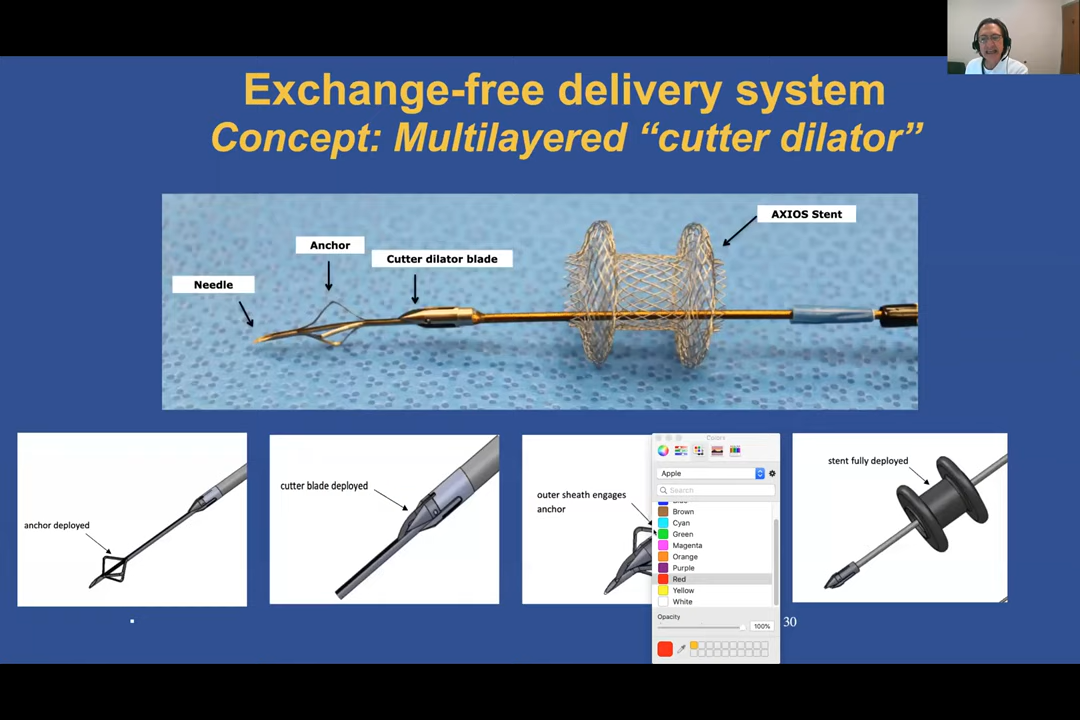 Exchange-free delivery system
Concept: Multilayered “cutter dilator”
AXIOS Stent
Anchor
Cutter dilator blade
Needle
anchor deployed
cutter blade deployed
outer sheath engages
anchor
Colors
Apple
Search
Brown
Cyan
Green
Magenta
Orange
Purple
Red
Yellow
White
Opacity
100%
stent fully deployed
30